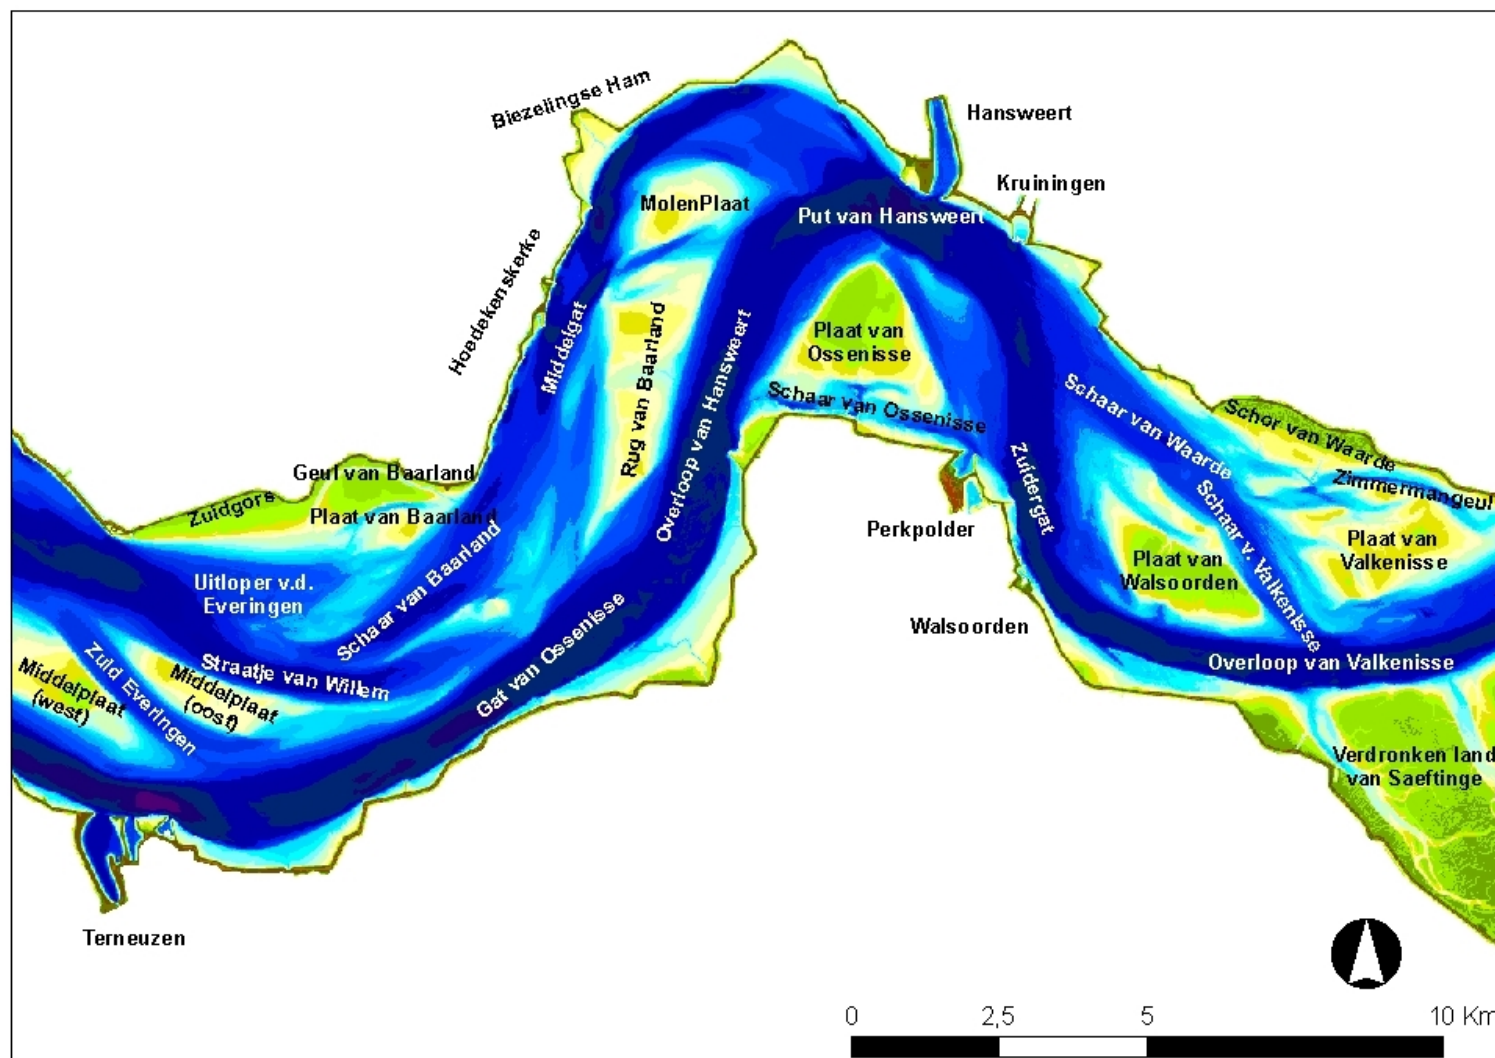 Biezelingse Ham
Hansweert
Kruiningen
MolenPlaat
Put van Hansweert
Hoedekenskerke
Middelgat
Rug van Baarland
Overloop van Hansweert
Plaat van
Ossenisse
Schaar van Ossenisse
Schaar van Waarde
Schor van Waarde
Zimmermangeul
Geul van Baarland
Zuidgors
Plaat van Baarland
Zuidergat
Schaar v. Valkenisse
Perkpolder
Plaat van
Walsoorden
Plaat van
Valkenisse
Uitloper v.d.
Everingen
Schaar van Baarland
Walsoorden
Overloop van Valkenisse
Straatje van Willem
Gat van Ossenisse
Middelplaat
(west)
Zuid Everingen
Middelplaat
(oost)
Verdronken land
van Saeftinge
Terneuzen
0 2,5 5 10 Km